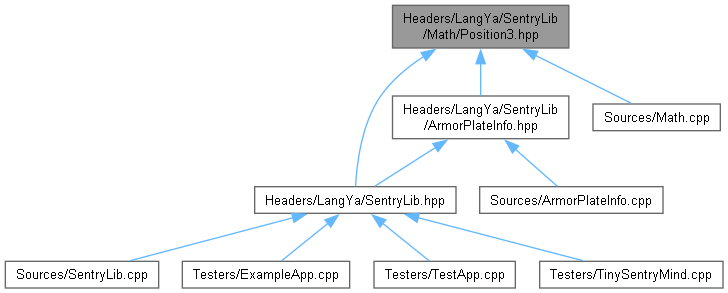 Headers/LangYa/SentryLib
/Math/Position3.hpp
Headers/LangYa/SentryLib
/ArmorPlateInfo.hpp
Sources/Math.cpp
Headers/LangYa/SentryLib.hpp
Sources/ArmorPlateInfo.cpp
Sources/SentryLib.cpp
Testers/ExampleApp.cpp
Testers/TestApp.cpp
Testers/TinySentryMind.cpp